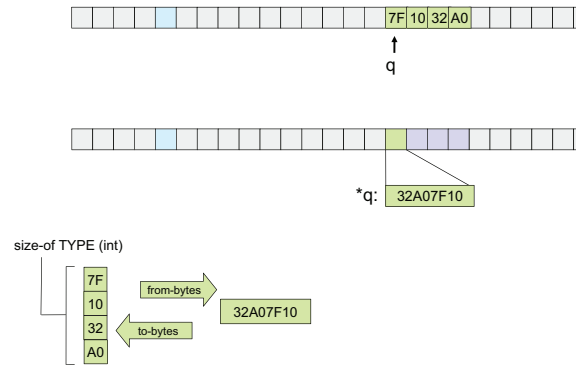 7F 10 32 A0
q
*q: 32A07F10
size-of TYPE (int)
7F
10
32
A0
from-bytes
to-bytes
32A07F10